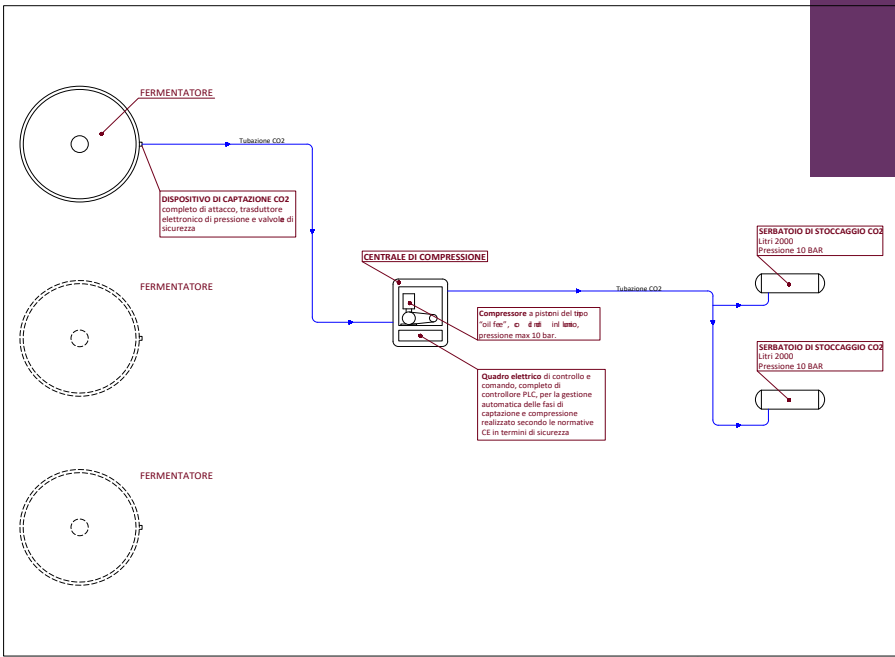 FERMENTATORE
Tubazione CO2
DISPOSITIVO DI CAPTAZIONE CO2
completo di attacco, trasduttore
elettronico di pressione e valvola di
sicurezza
FERMENTATORE
FERMENTATORE
CENTRALE DI COMPRESSIONE
Compressore a pistoni del tipo
"oil fee",
pressione max 10 bar.
Quadro elettrico di controllo e
comando, completo di
controllore PLC, per la gestione
automatica delle fasi di
captazione e compressione
realizzato secondo le normative
CE in termini di sicurezza
Tubazione CO2
SERBATOIO DI STOCCAGGIO CO2
Litri 2000
Pressione 10 BAR
SERBATOIO DI STOCCAGGIO CO2
Litri 2000
Pressione 10 BAR